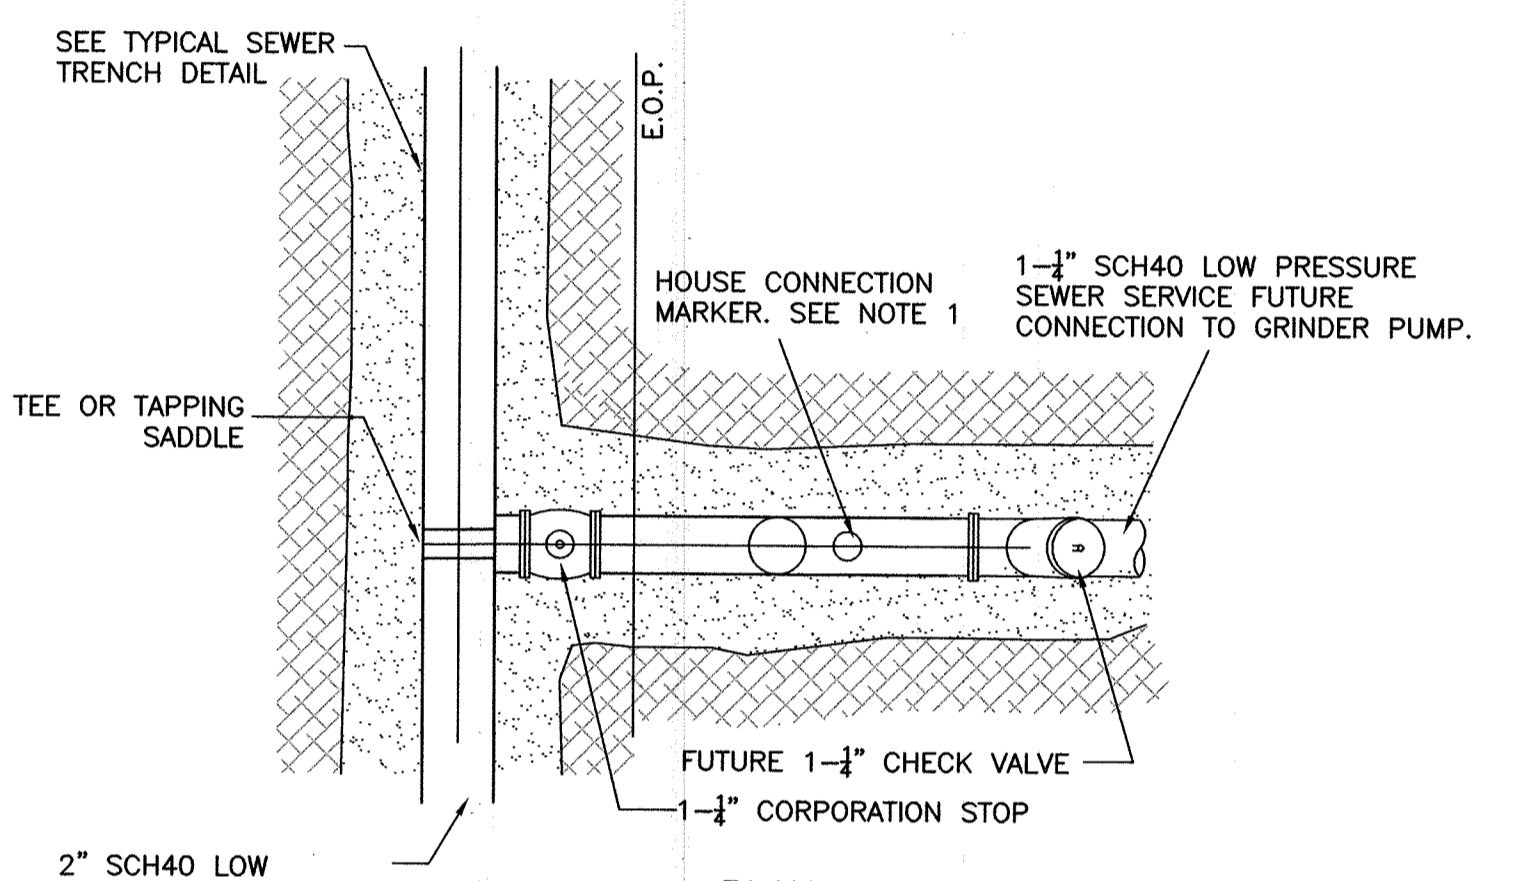 SEE TYPICAL SEWER
TRENCH DETAIL
E.O.P.
HOUSE CONNECTION
MARKER. SEE NOTE 1
1-1/4" SCH40 LOW PRESSURE
SEWER SERVICE FUTURE
CONNECTION TO GRINDER PUMP.
TEE OR TAPPING
SADDLE
FUTURE 1-1/4" CHECK VALVE
1-1/4" CORPORATION STOP
2" SCH40 LOW